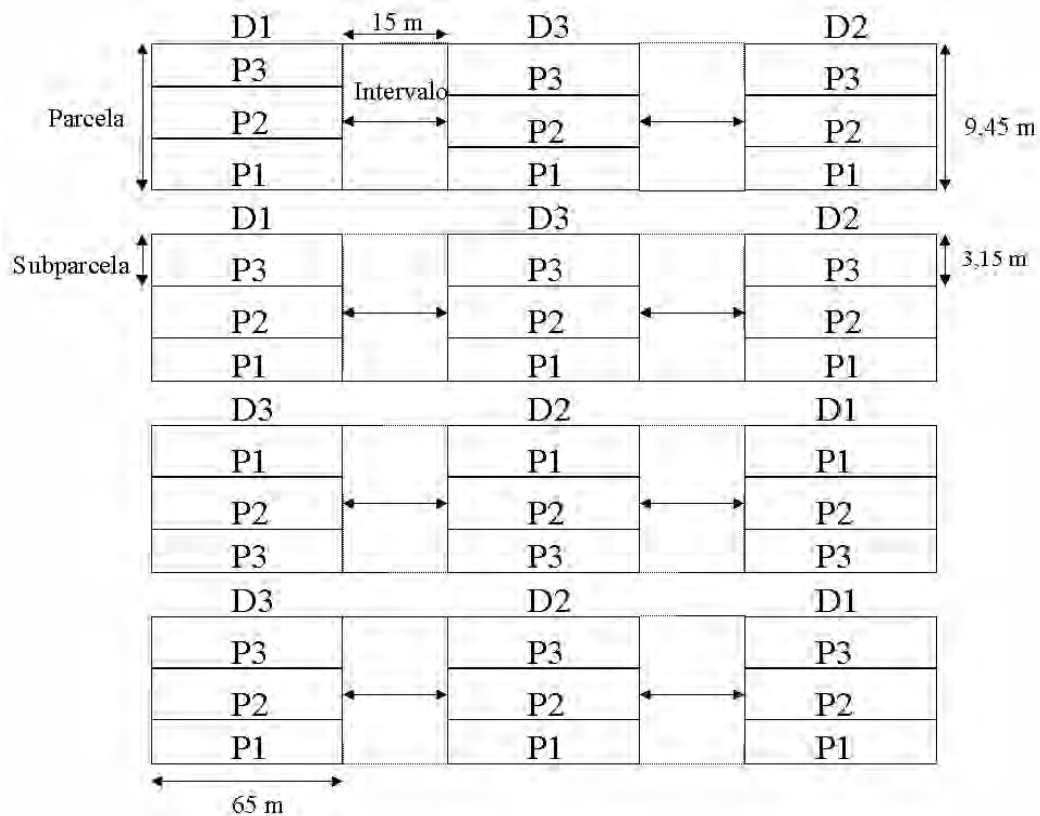 D1 15 m D3 D2
P3 P3 P3
Intervalo
Parcela P2 P2 P2 9,45 m
P1 P1 P1
D1 D3 D2
Subparcela P3 P3 P3 3,15 m
P2 P2 P2
P1 P1 P1
D3 D2 D1
P1 P1 P1
P2 P2 P2
P3 P3 P3
D3 D2 D1
P3 P3 P3
P2 P2 P2
P1 P1 P1
65 m